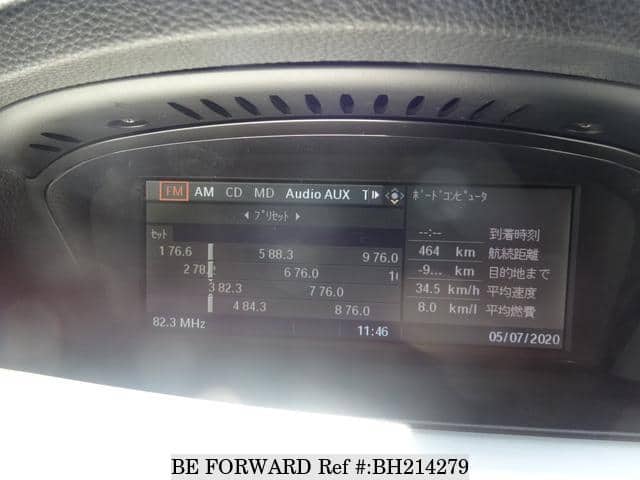 FM AM CD MD Audio AUX T
プリセット
セット
1 76.6 5 88.3 9 76.0
2 78. 6 76.0 1
3 82.3 7 76.0
4 84.3 8 76.0
82.3 MHz 11:46
ボードコンピュータ
--:-- 到着時刻
464 km 航続距離
-9... km 目的地まで
34.5 km/h 平均速度
8.0 km/l 平均燃費
05/07/2020
BE FORWARD Ref #:BH214279